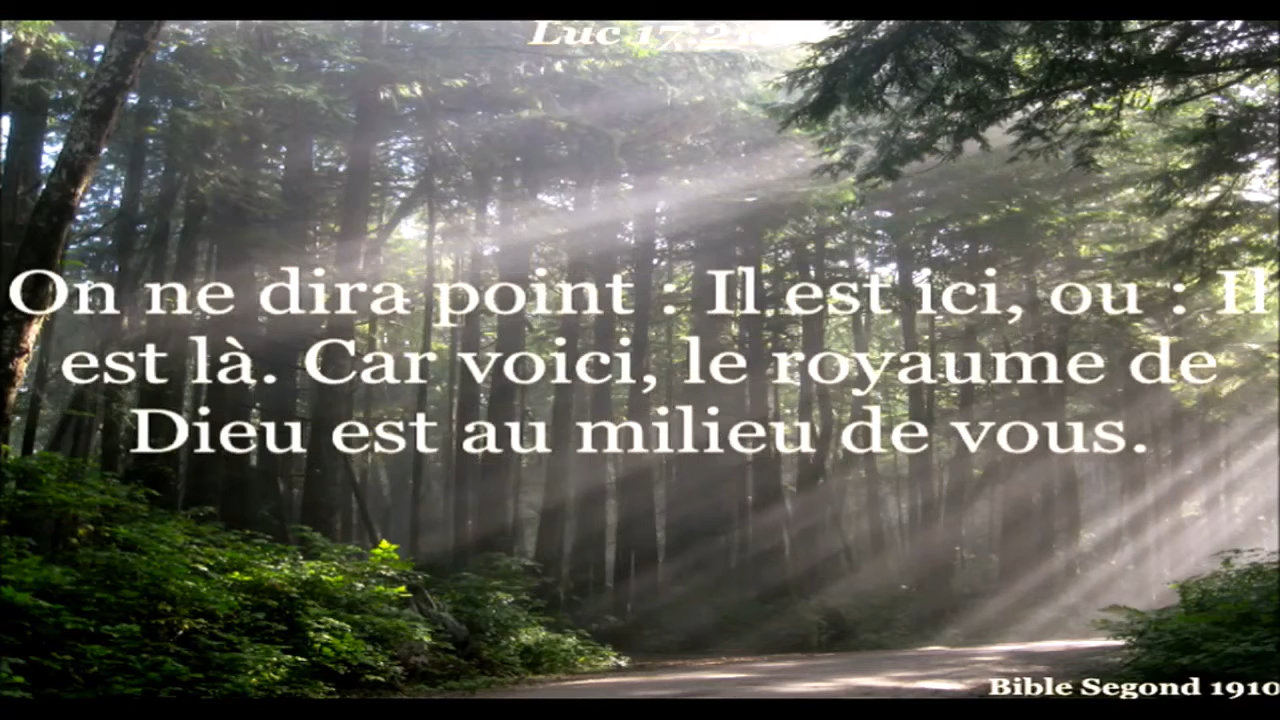 Luc 17:21
On ne dira point : Il est ici, ou : Il
est là. Car voici, le royaume de
Dieu est au milieu de vous.
Bible Segond 1910